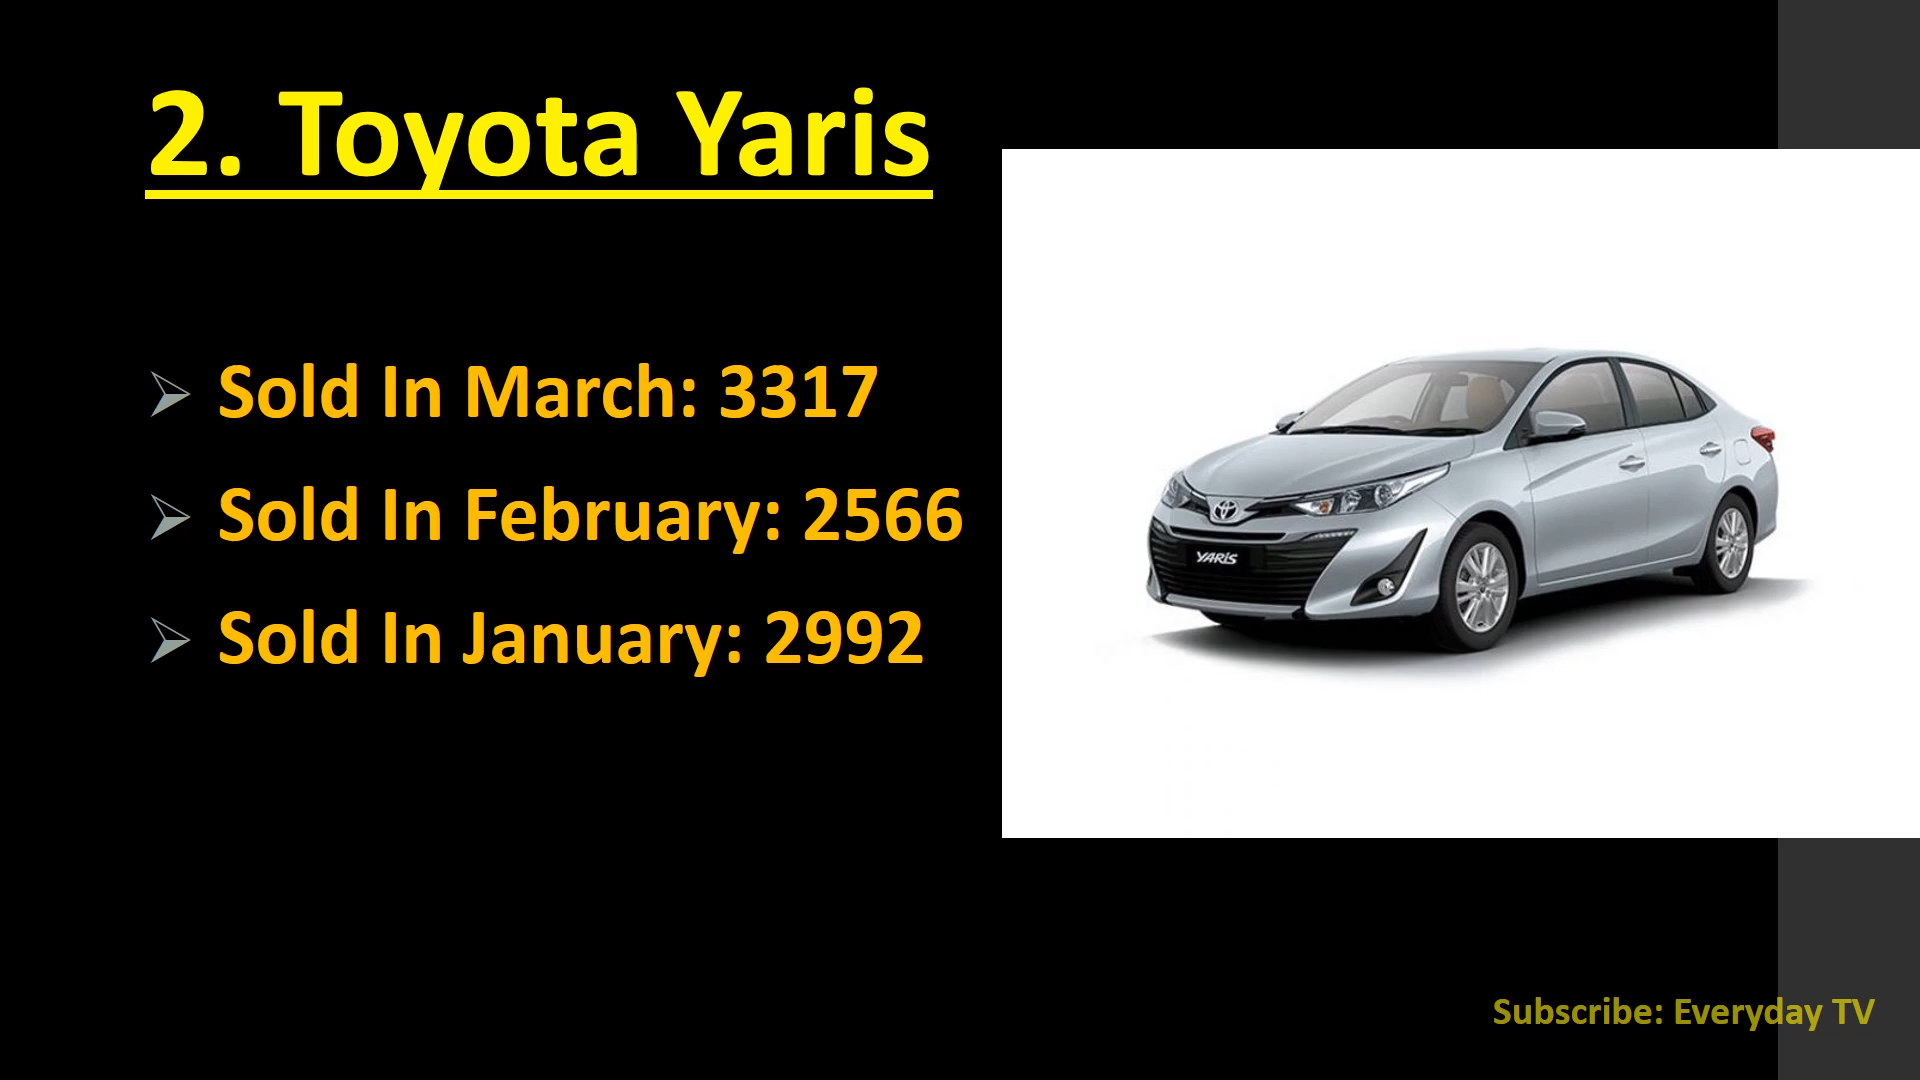 2. Toyota Yaris
Sold In March: 3317
Sold In February: 2566
Sold In January: 2992
YARIS
Subscribe: Everyday TV